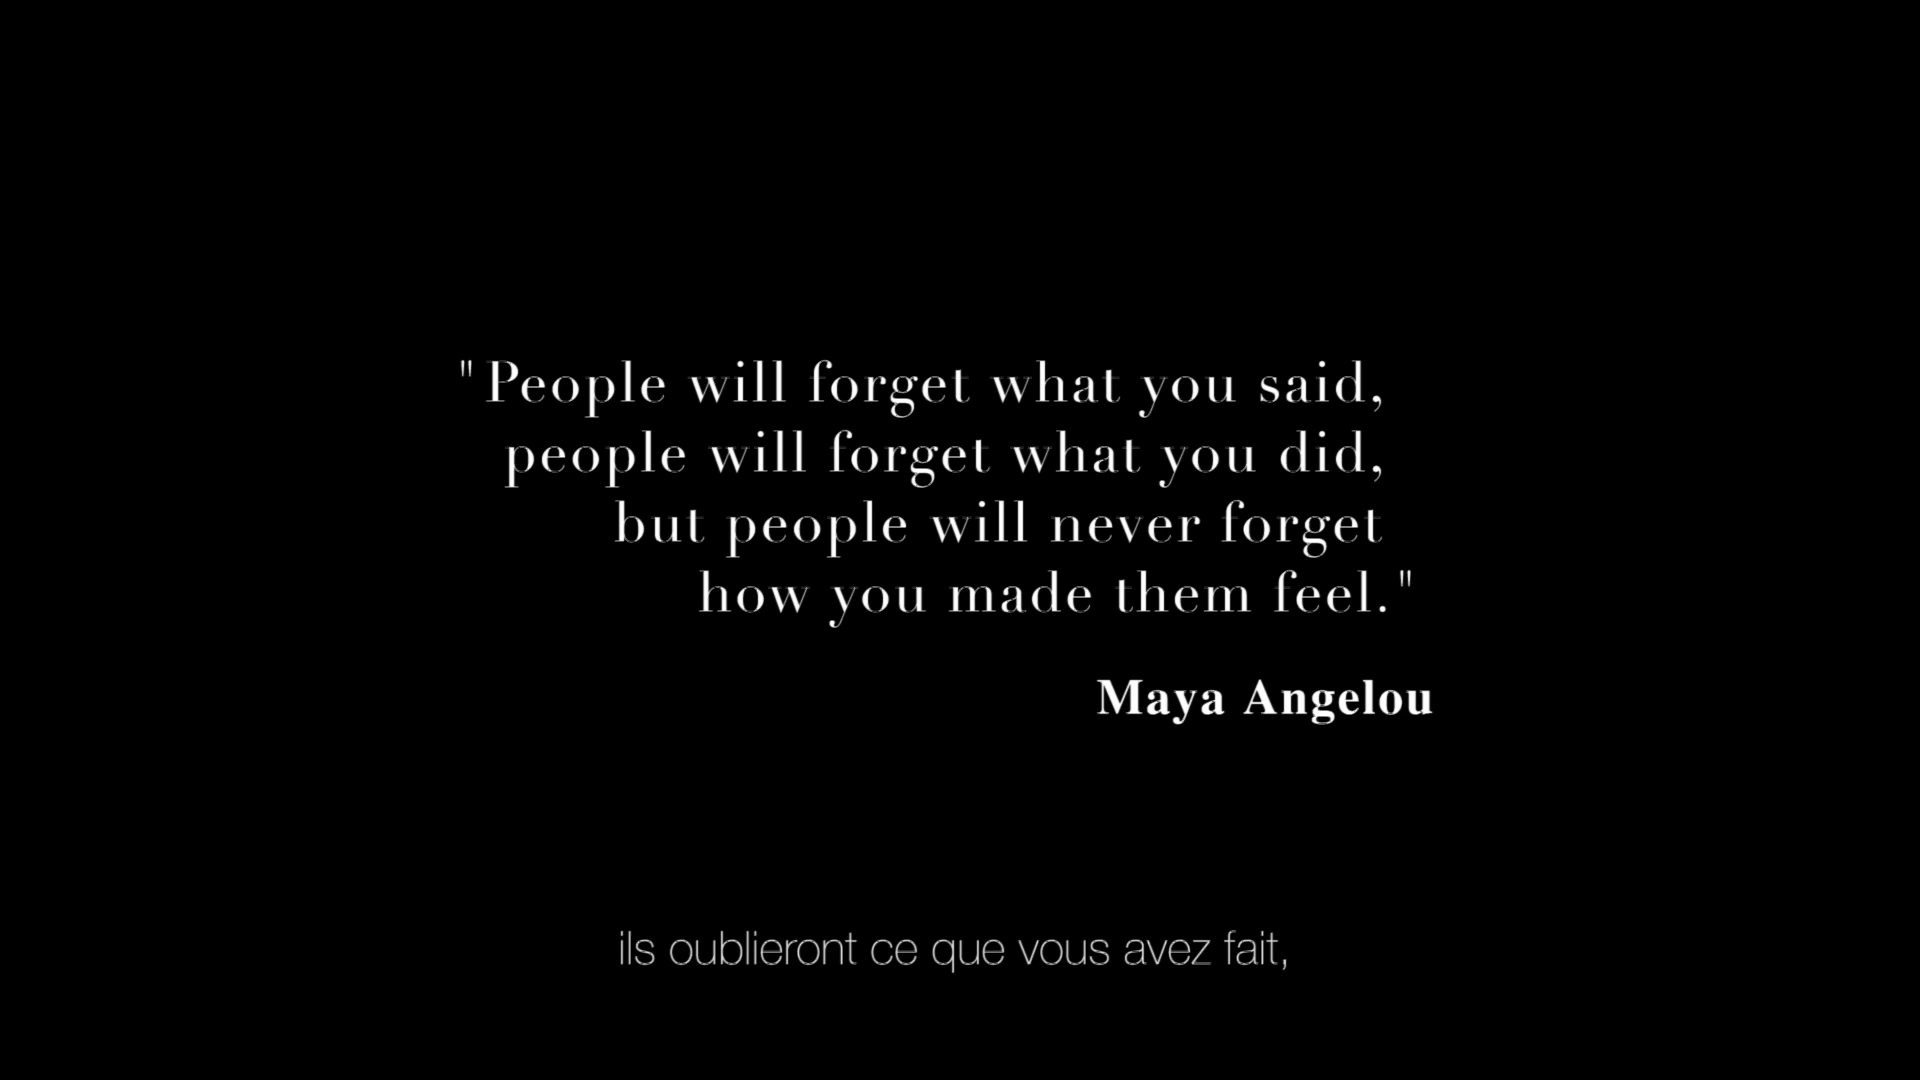 "People will forget what you said,
people will forget what you did,
but people will never forget
how you made them feel."
Maya Angelou
ils oublieront ce que vous avez fait,